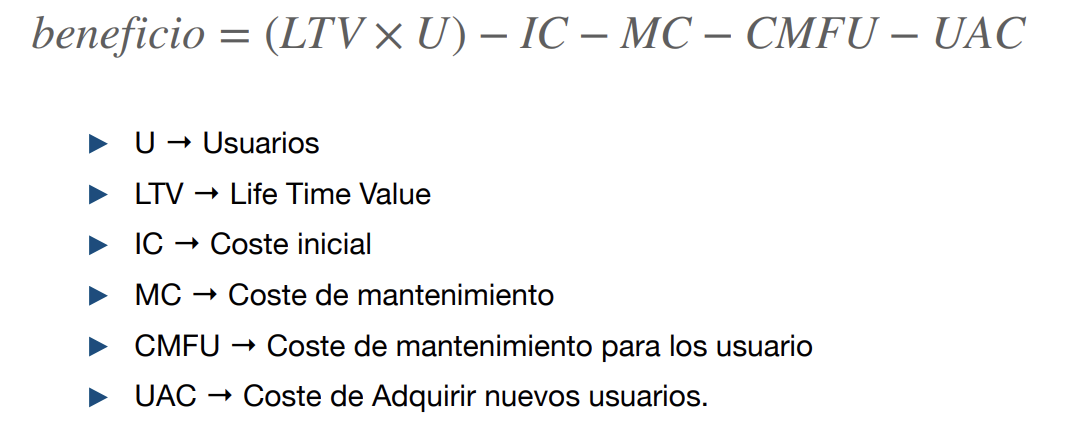 beneficio = (LTV × U) − IC − MC − CMFU − UAC
► U → Usuarios
► LTV → Life Time Value
► IC → Coste inicial
► MC → Coste de mantenimiento
► CMFU → Coste de mantenimiento para los usuario
► UAC → Coste de Adquirir nuevos usuarios.